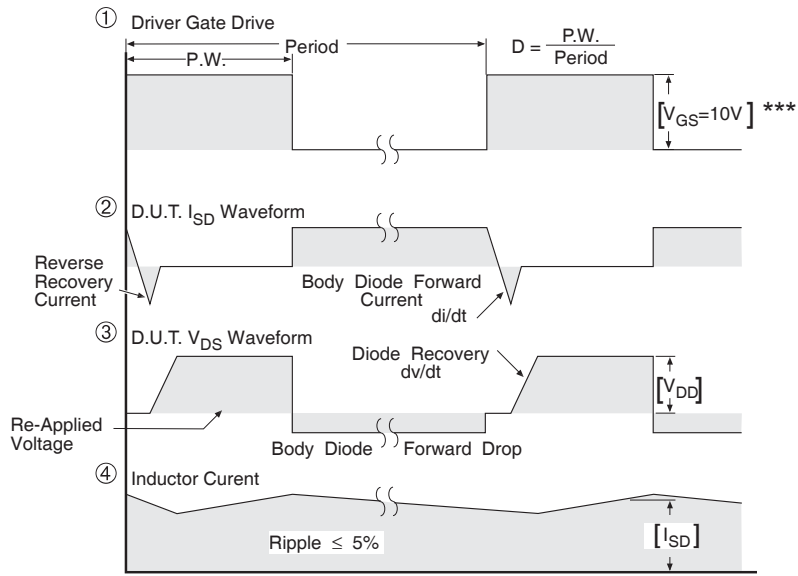 ① Driver Gate Drive
P.W.
Period
D = P.W.
Period
[VGS=10V] ***
② D.U.T. ISD Waveform
Reverse
Recovery
Current
Body Diode Forward
Current
di/dt
③ D.U.T. VDS Waveform
Diode Recovery
dv/dt
[VDD]
Re-Applied
Voltage
Body Diode Forward Drop
④ Inductor Curent
Ripple ≤ 5%
[ISD]